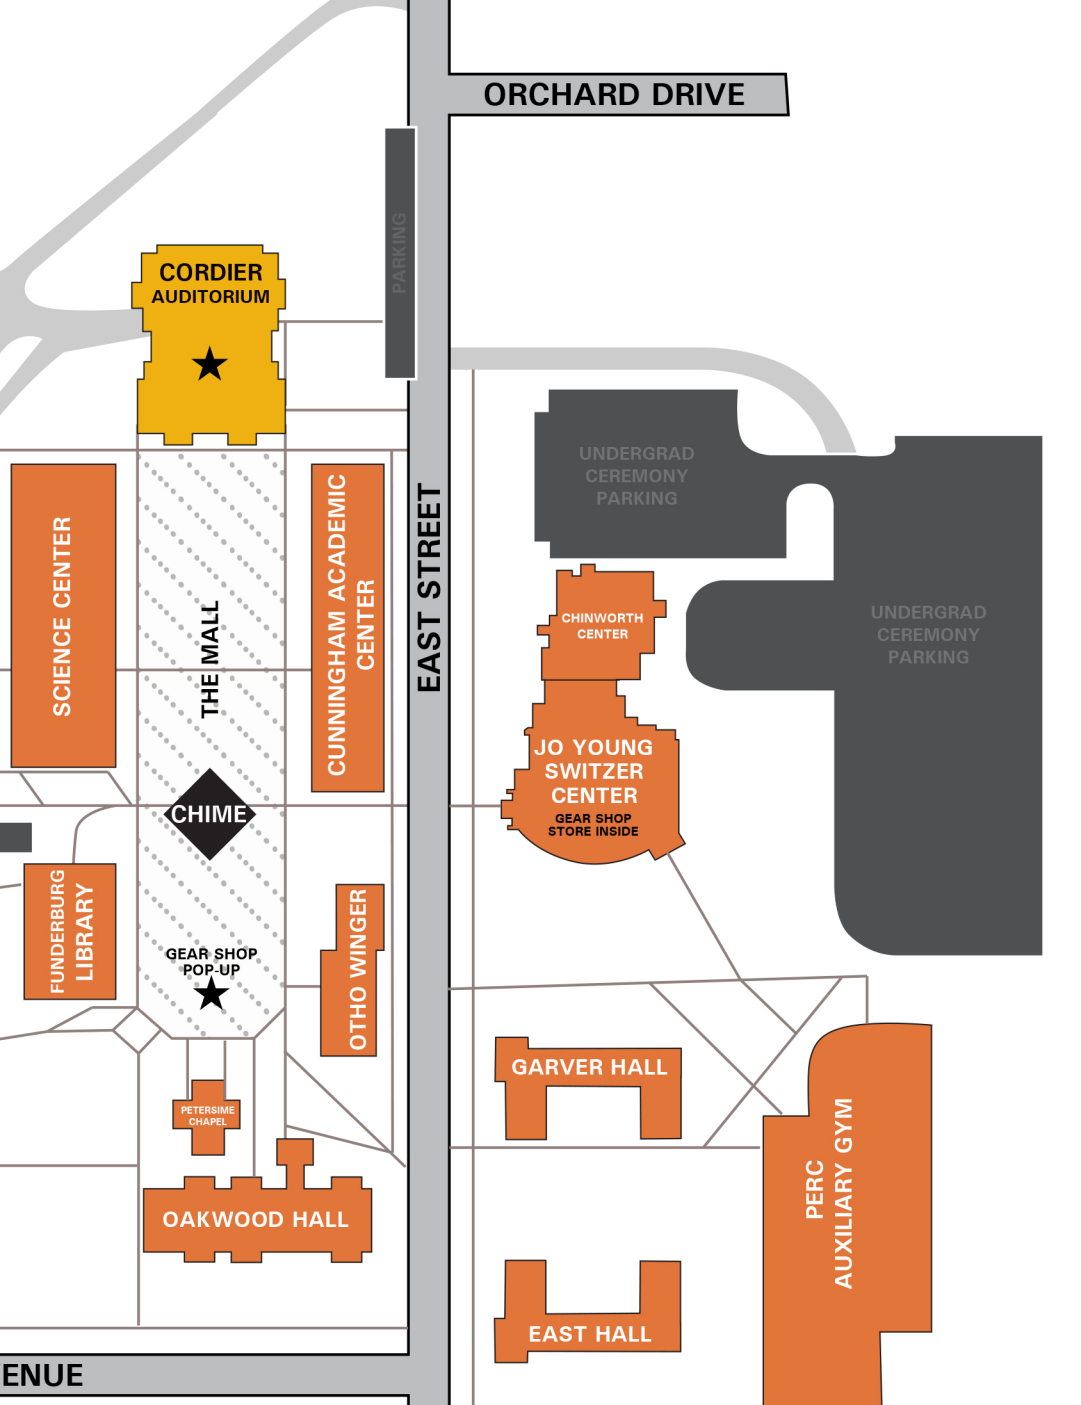 ORCHARD DRIVE
PARKING
CORDIER
AUDITORIUM
EAST STREET
UNDERGRAD
CEREMONY
PARKING
SCIENCE CENTER
THE MALL
CUNNINGHAM ACADEMIC
CENTER
CHINWORTH
CENTER
UNDERGRAD
CEREMONY
PARKING
JO YOUNG
SWITZER
CENTER
GEAR SHOP
STORE INSIDE
CHIME
FUNDERBURG
LIBRARY
GEAR SHOP
POP-UP
OTHO WINGER
GARVER HALL
PETERSIME
CHAPEL
PERC
AUXILIARY GYM
OAKWOOD HALL
EAST HALL
ENUE